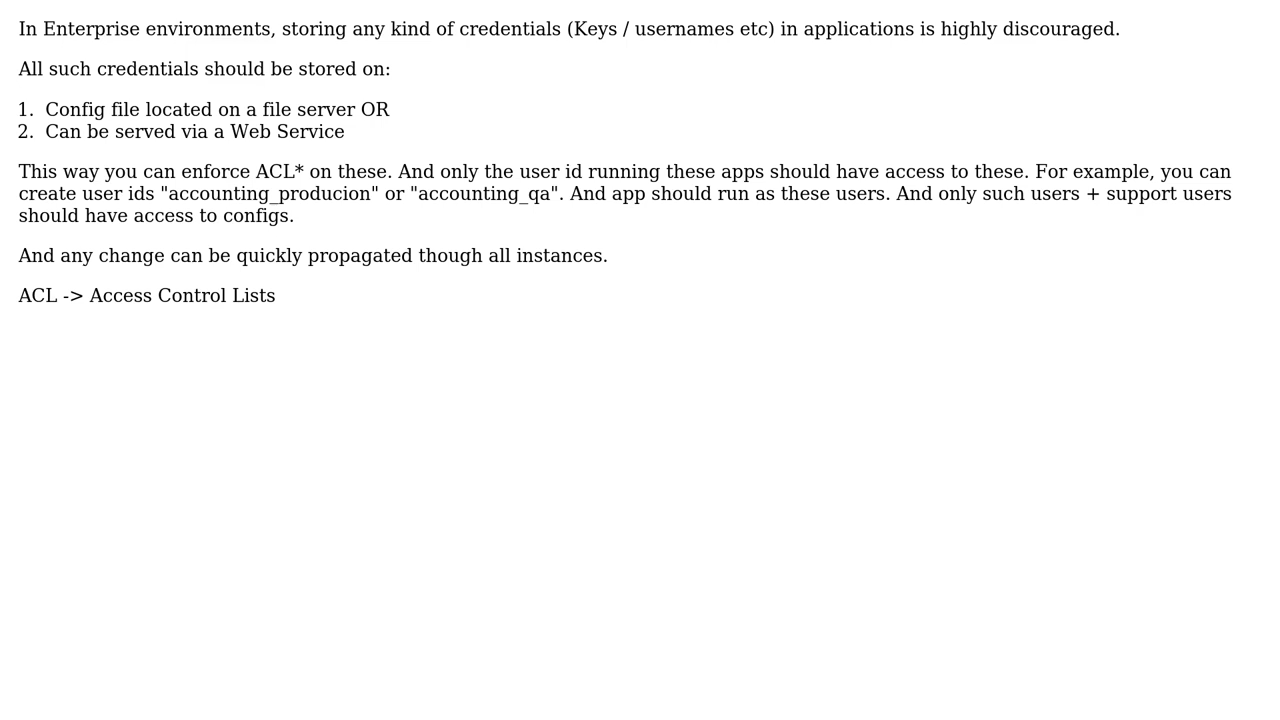 In Enterprise environments, storing any kind of credentials (Keys / usernames etc) in applications is highly discouraged.
All such credentials should be stored on:
1. Config file located on a file server OR
2. Can be served via a Web Service
This way you can enforce ACL* on these. And only the user id running these apps should have access to these. For example, you can
create user ids "accounting_producion" or "accounting_qa". And app should run as these users. And only such users + support users
should have access to configs.
And any change can be quickly propagated though all instances.
ACL -> Access Control Lists